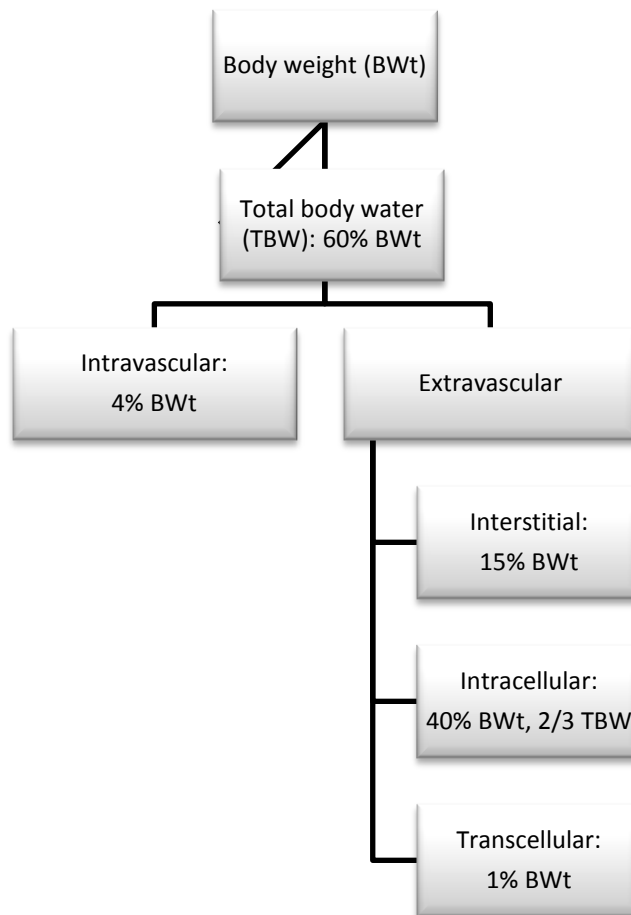 Body weight (BWt)
Total body water
(TBW): 60% BWt
Intravascular:
4% BWt
Extravascular
Interstitial:
15% BWt
Intracellular:
40% BWt, 2/3 TBW
Transcellular:
1% BWt